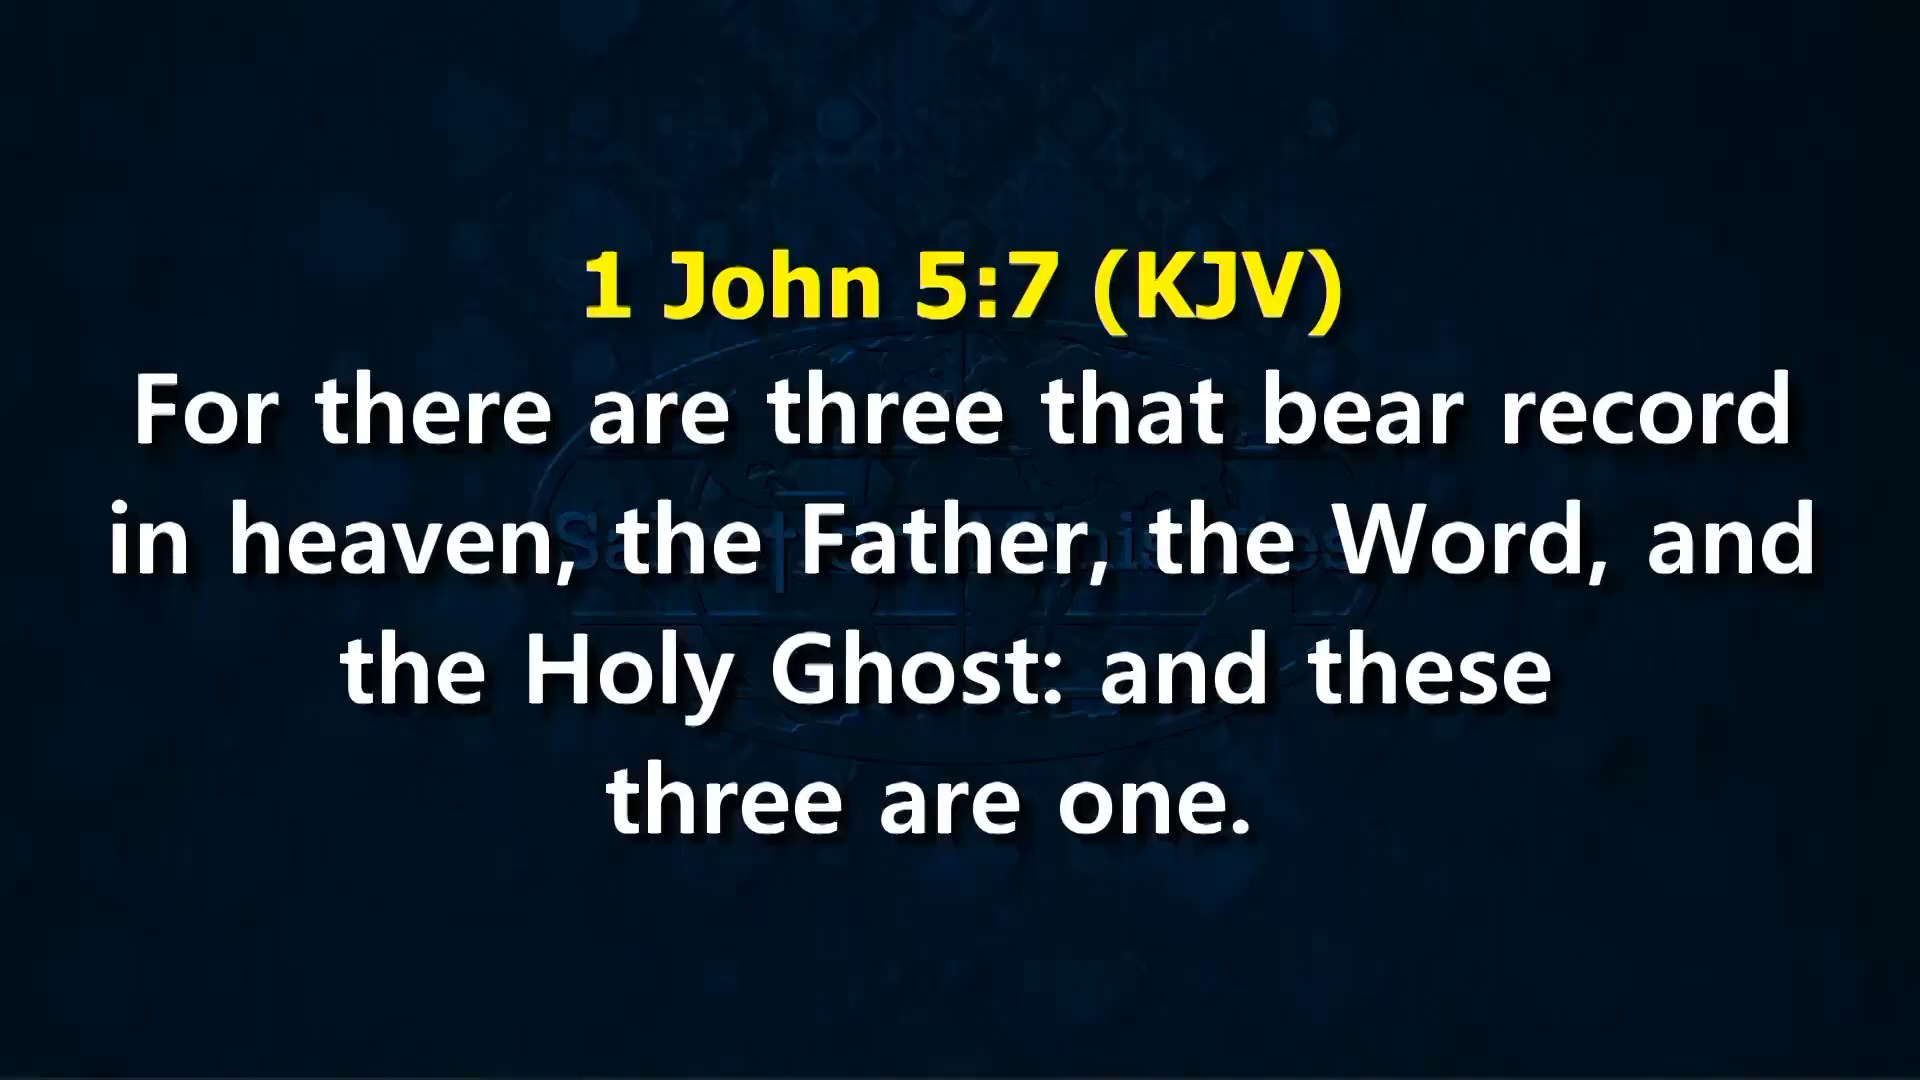 1 John 5:7 (KJV)
For there are three that bear record
in heaven, the Father, the Word, and
the Holy Ghost: and these
three are one.